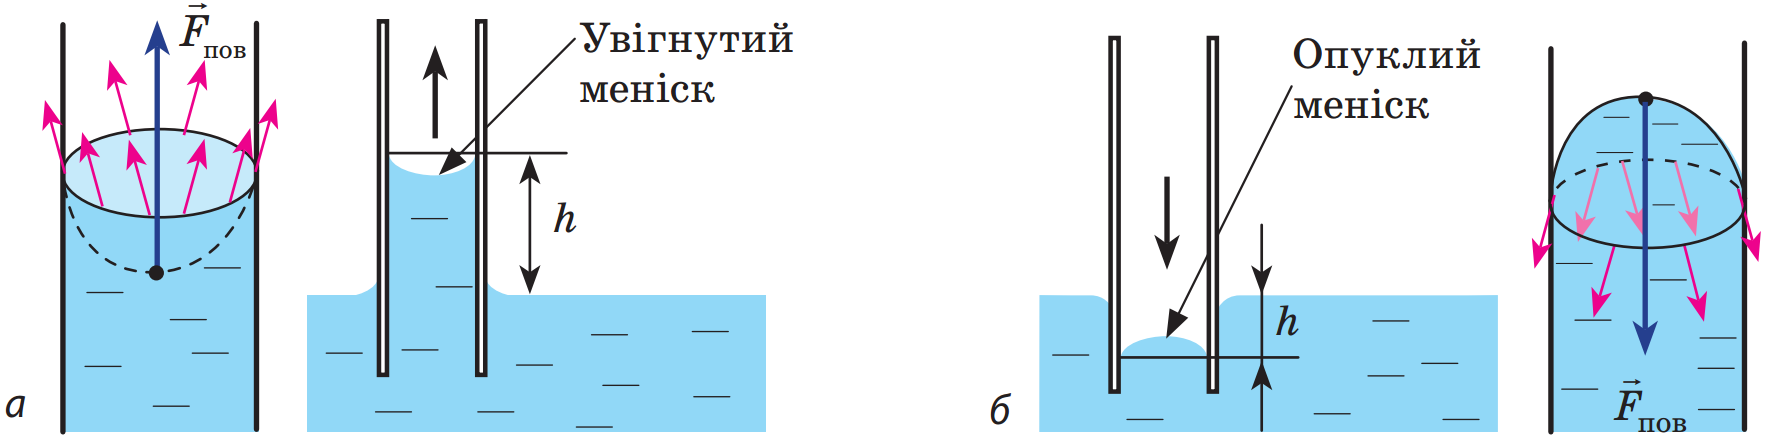 F⃗пов
Увігнутий
меніск
h
а
Опуклий
меніск
h
б
F⃗пов